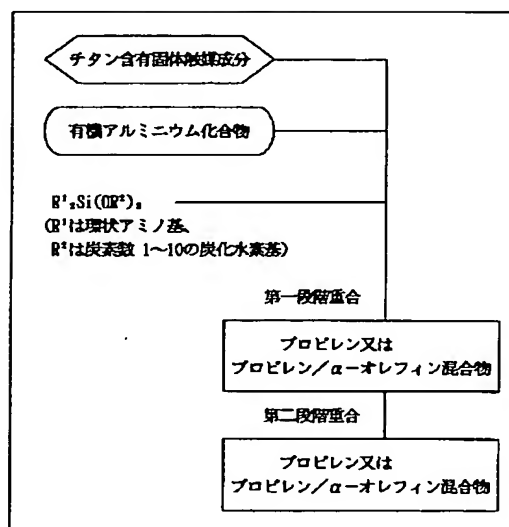 チタン含有固体触媒成分
有機アルミニウム化合物
R¹₂Si(OR²)₂
(R¹は環状アミノ基、
R²は炭素数 1~10の炭化水素基)
第一段階重合
プロピレン又は
プロピレン/α-オレフィン混合物
第二段階重合
プロピレン又は
プロピレン/α-オレフィン混合物